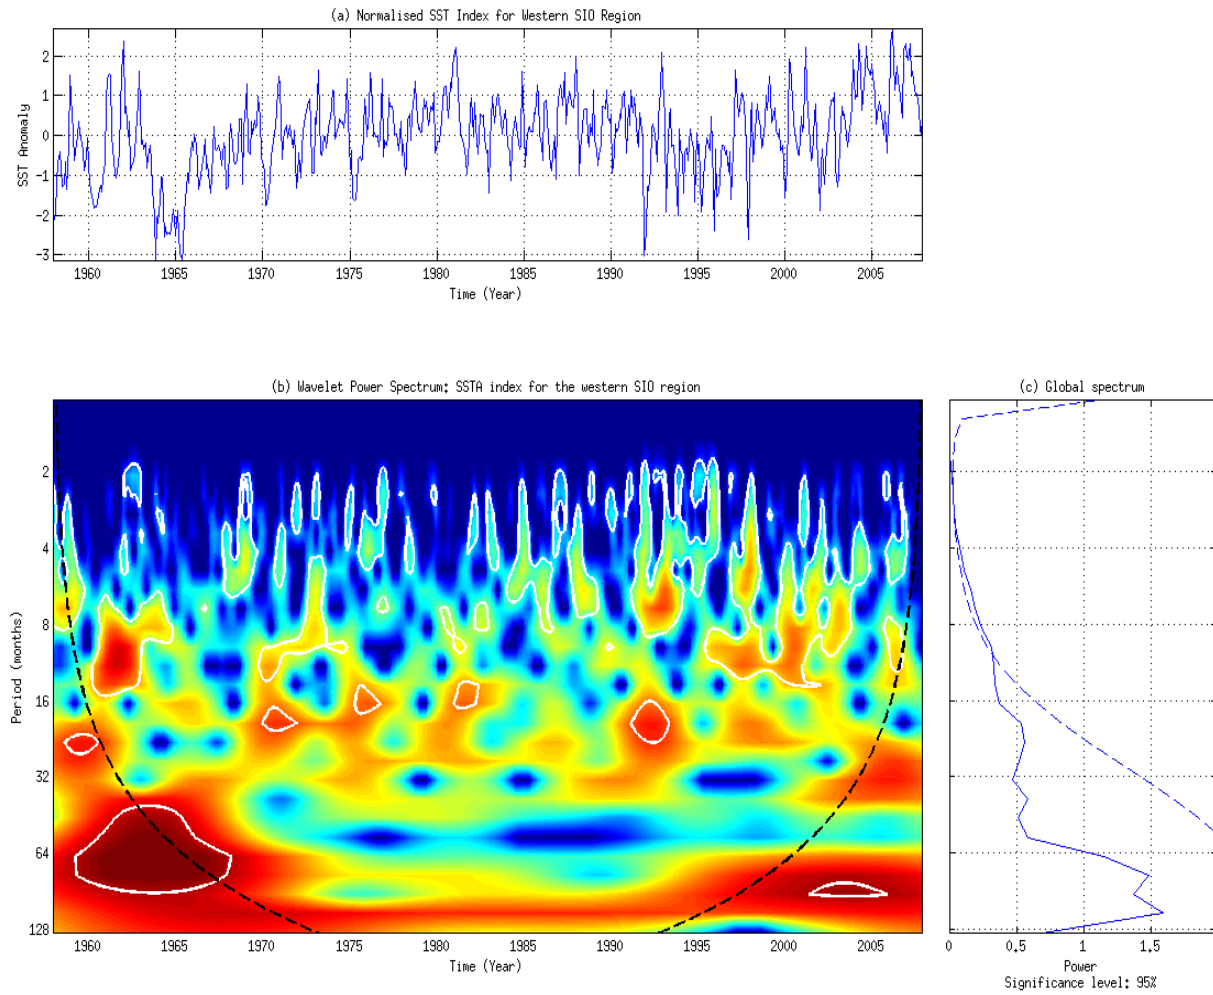 (a) Normalised SST Index for Western SIO Region
SST Anomaly
2
1
0
-1
-2
-3
1960 1965 1970 1975 1980 1985 1990 1995 2000 2005
Time (Year)
(b) Wavelet Power Spectrum: SSTA index for the western SIO region
Period (months)
2
4
8
16
32
64
128
1960 1965 1970 1975 1980 1985 1990 1995 2000 2005
Time (Year)
(c) Global spectrum
0 0.5 1 1.5
Power
Significance level: 95%